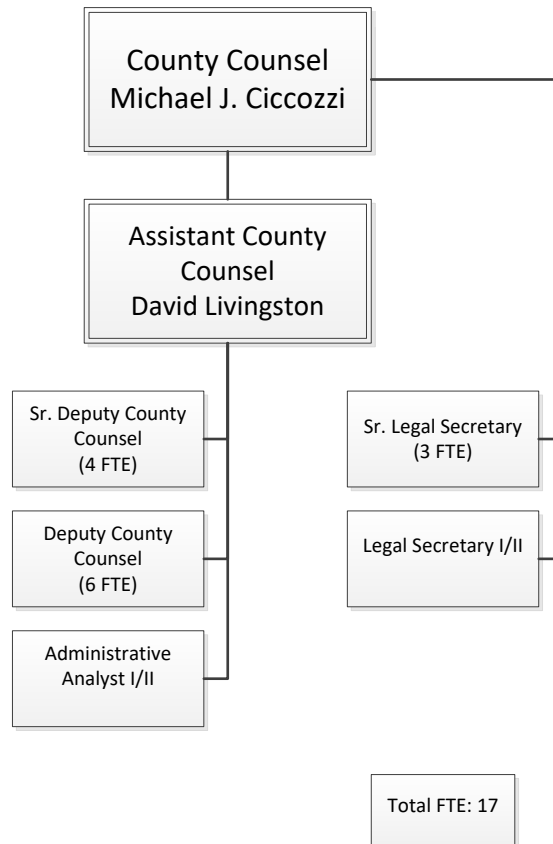 County Counsel
Michael J. Ciccozzi
Assistant County
Counsel
David Livingston
Sr. Deputy County
Counsel
(4 FTE)
Sr. Legal Secretary
(3 FTE)
Deputy County
Counsel
(6 FTE)
Legal Secretary I/II
Administrative
Analyst I/II
Total FTE: 17